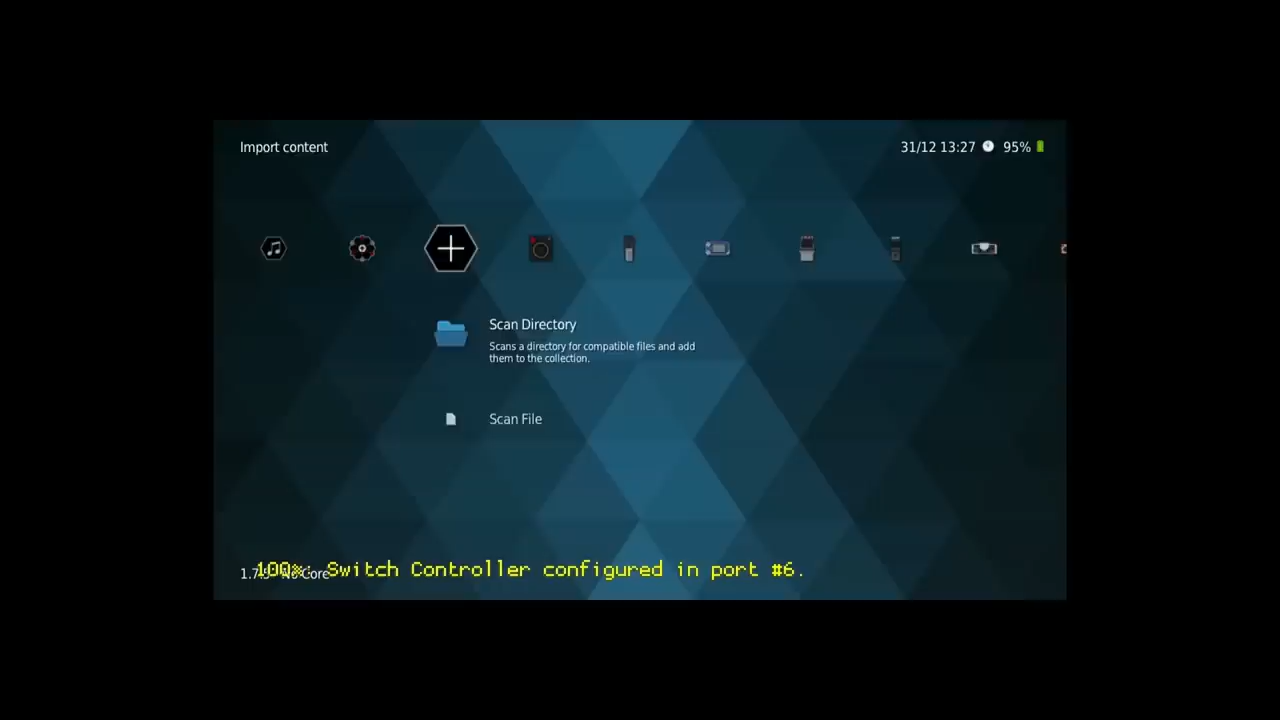 Import content
31/12 13:27 95%
Scan Directory
Scans a directory for compatible files and add
them to the collection.
Scan File
100%: Switch Controller configured in port #6.